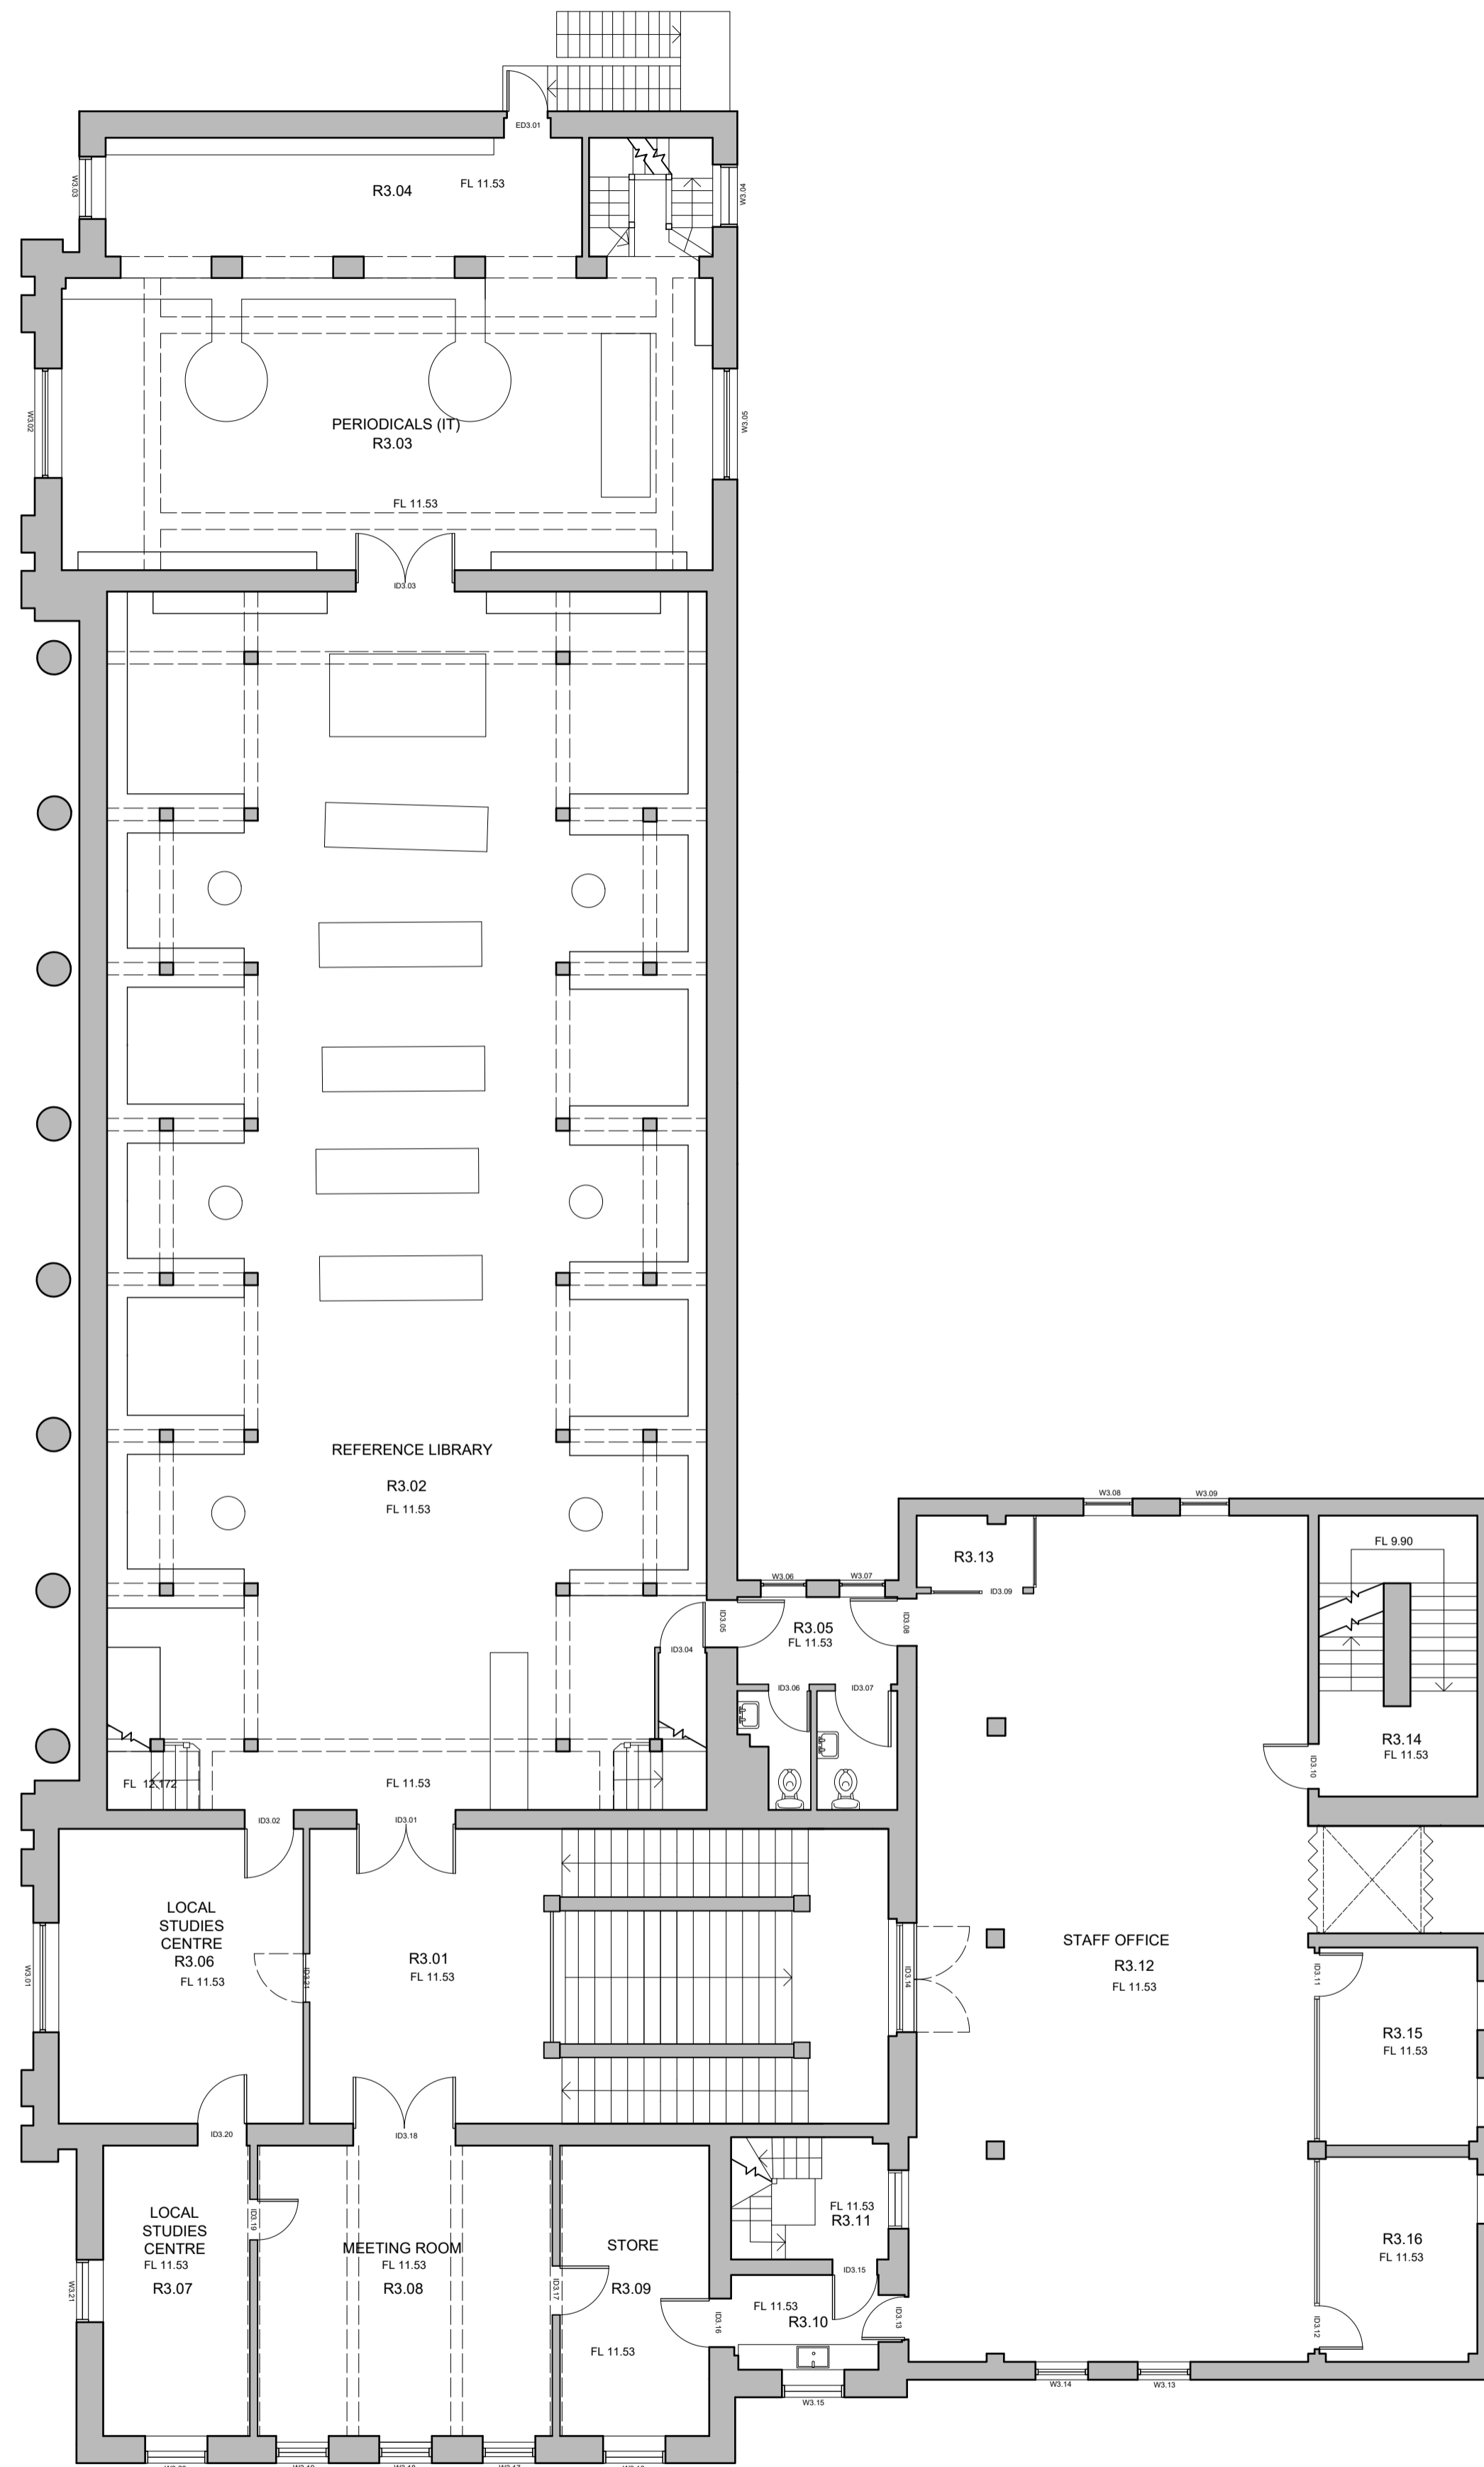 ED3.01
W3.03
R3.04
FL 11.53
W3.04
W3.02
PERIODICALS (IT)
R3.03
W3.05
FL 11.53
ID3.03
REFERENCE LIBRARY
R3.02
FL 11.53
W3.08
W3.09
R3.13
ID3.09
FL 9.90
W3.06
W3.07
ID3.05
R3.05
FL 11.53
ID3.08
ID3.04
ID3.06
ID3.07
R3.14
FL 11.53
ID3.10
FL 12.172
FL 11.53
ID3.02
ID3.01
LOCAL
STUDIES
CENTRE
R3.06
FL 11.53
W3.01
ID3.21
R3.01
FL 11.53
ID3.14
STAFF OFFICE
R3.12
FL 11.53
ID3.11
R3.15
FL 11.53
ID3.20
ID3.18
LOCAL
STUDIES
CENTRE
FL 11.53
R3.07
W3.21
ID3.19
MEETING ROOM
FL 11.53
R3.08
ID3.17
STORE
R3.09
FL 11.53
FL 11.53
R3.11
ID3.15
FL 11.53
R3.10
ID3.16
ID3.13
R3.16
FL 11.53
ID3.12
W3.14
W3.13
W3.15